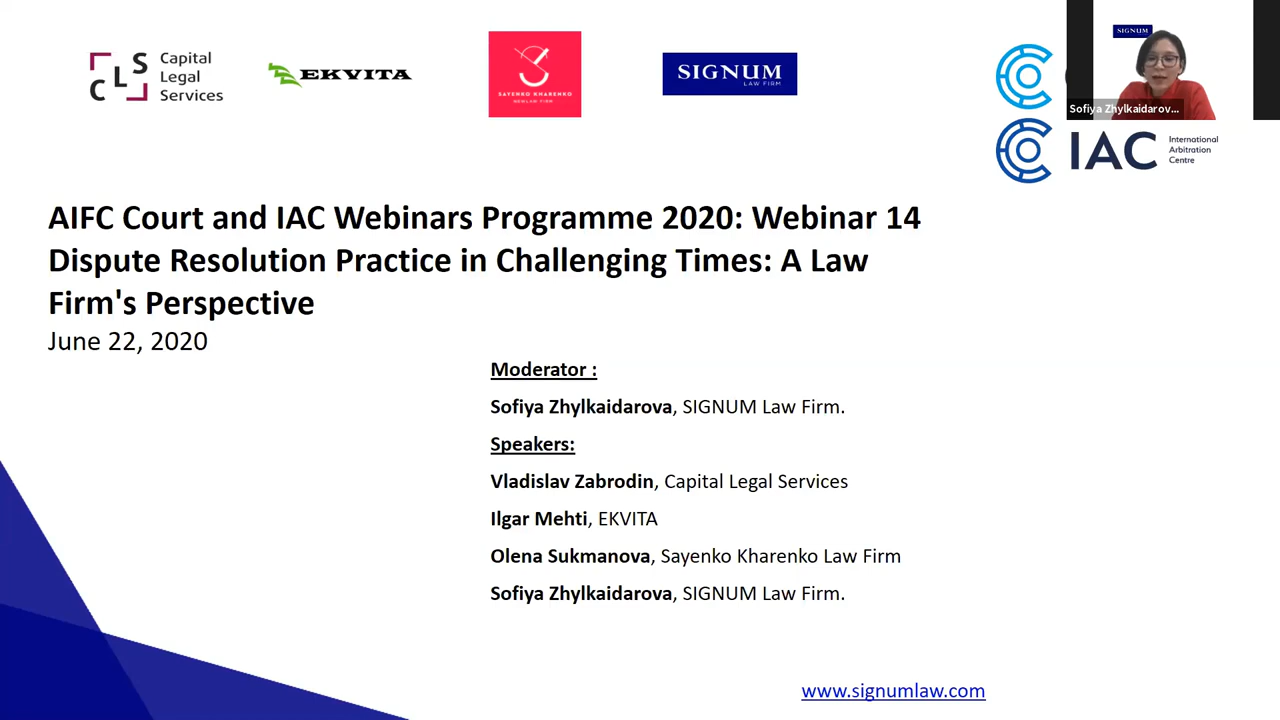 CLS
Capital
Legal
Services
EKVITA
SAYENKO KHARENKO
NEWLAW FIRM
SIGNUM
LAW FIRM
SIGNUM
Sofiya Zhylkaidarov...
IAC
International
Arbitration
Centre
AIFC Court and IAC Webinars Programme 2020: Webinar 14
Dispute Resolution Practice in Challenging Times: A Law
Firm's Perspective
June 22, 2020
Moderator :
Sofiya Zhylkaidarova, SIGNUM Law Firm.
Speakers:
Vladislav Zabrodin, Capital Legal Services
Ilgar Mehti, EKVITA
Olena Sukmanova, Sayenko Kharenko Law Firm
Sofiya Zhylkaidarova, SIGNUM Law Firm.
www.signumlaw.com